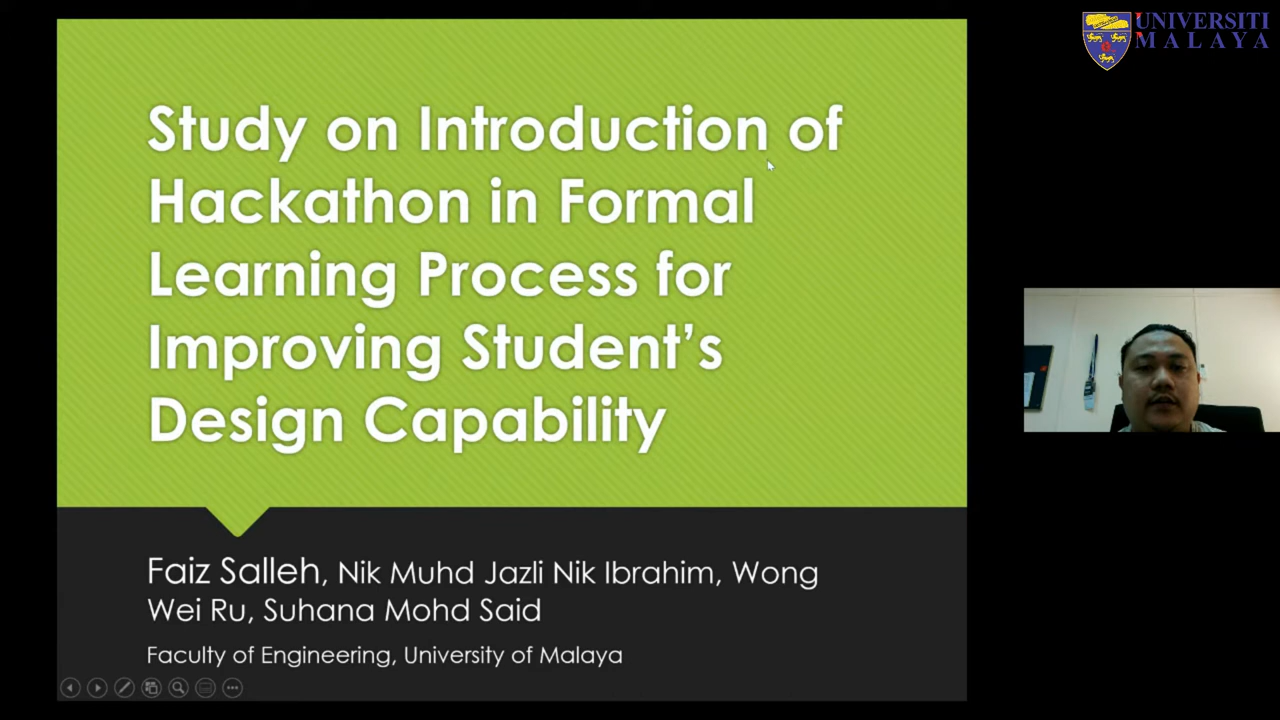 UNIVERSITI
MALAYA
Study on Introduction of
Hackathon in Formal
Learning Process for
Improving Student’s
Design Capability
Faiz Salleh, Nik Muhd Jazli Nik Ibrahim, Wong
Wei Ru, Suhana Mohd Said
Faculty of Engineering, University of Malaya